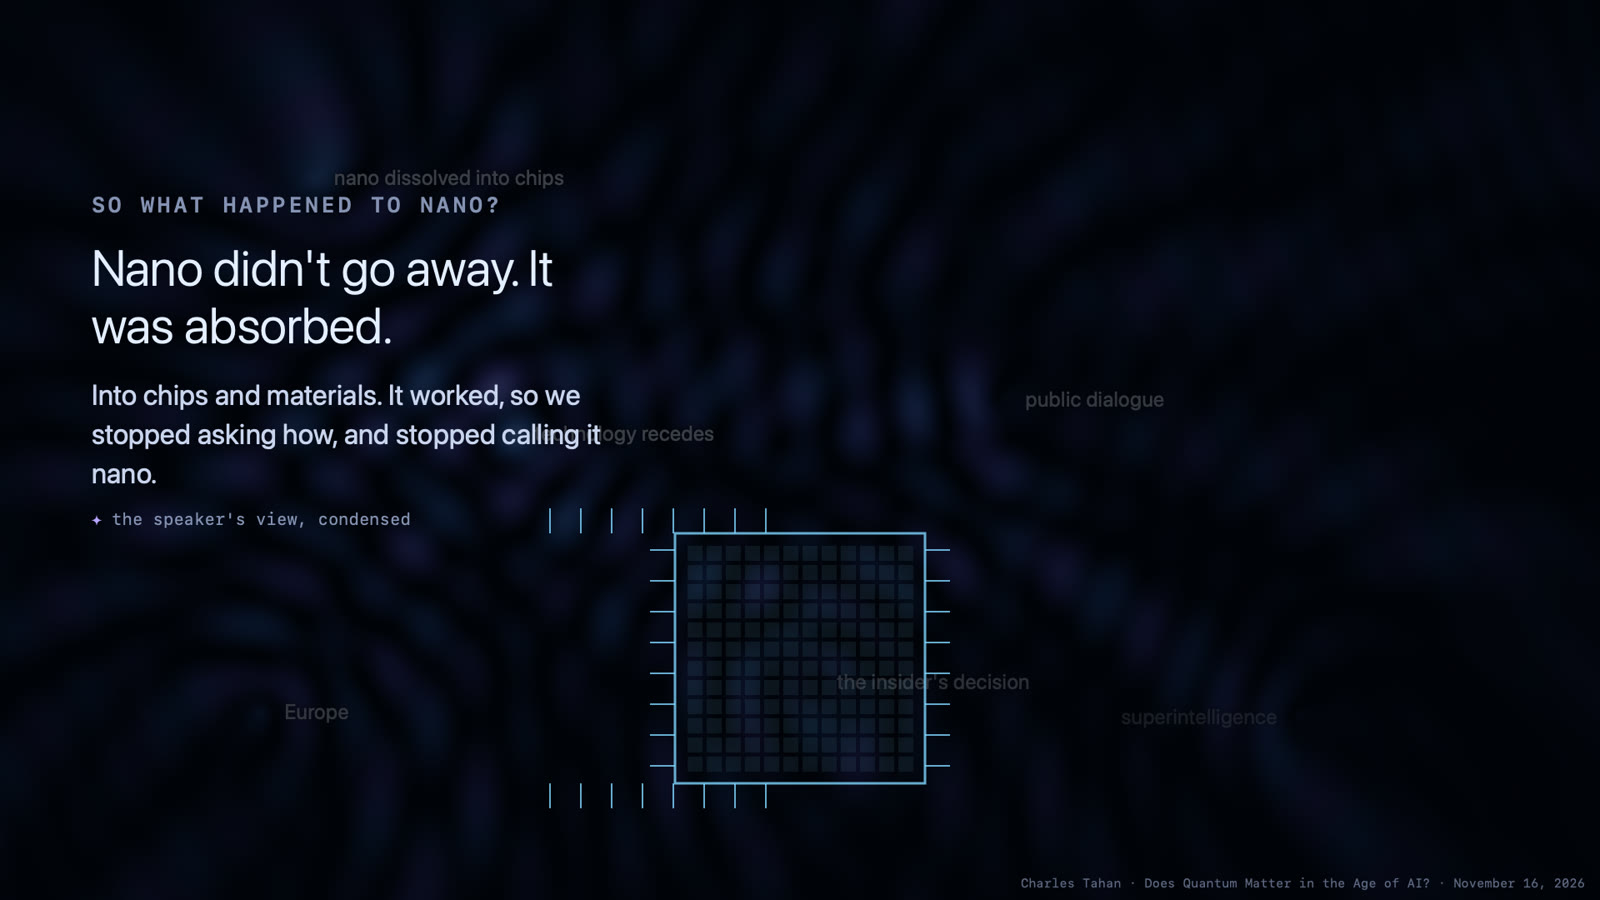 nano dissolved into chips
SO WHAT HAPPENED TO NANO?
Nano didn't go away. It
was absorbed.
Into chips and materials. It worked, so we
stopped asking how, and stopped calling it
nano.
recedes
✦ the speaker's view, condensed
public dialogue
the insider's decision
Europe
superintelligence
Charles Tahan · Does Quantum Matter in the Age of AI? · November 16, 2026